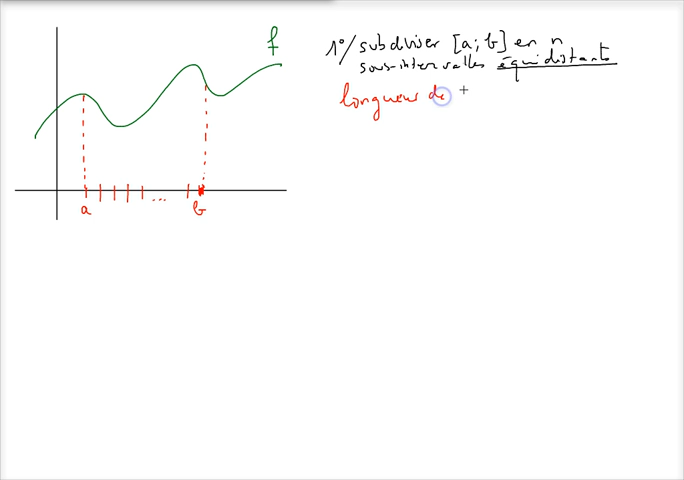 f
1°/ subdiviser [a; b] en n
sous-intervalles équidistants
longueur de
a
...
b